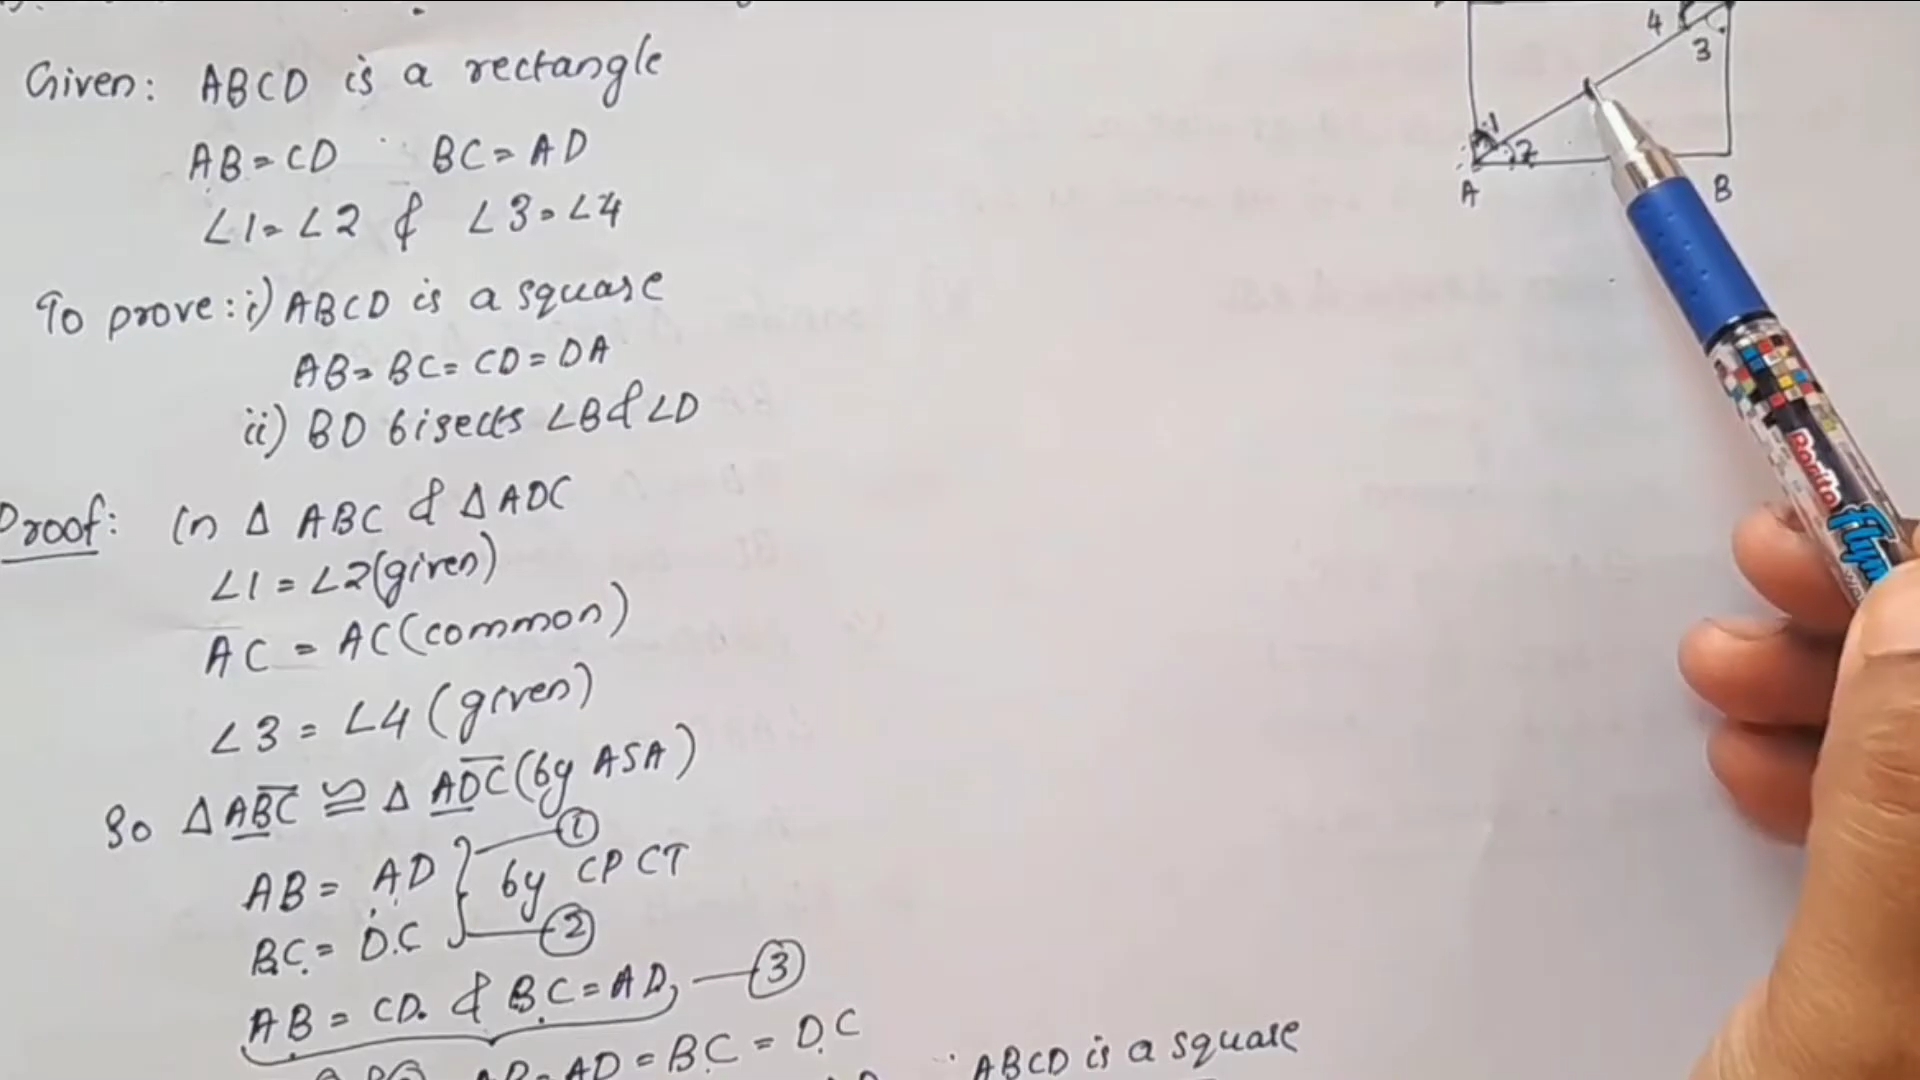 Given: ABCD is a rectangle
AB = CD BC = AD
∠1 = ∠2 & ∠3 = ∠4
To prove: i) ABCD is a square
AB = BC = CD = DA
ii) BD bisects ∠B & ∠D
Proof: In Δ ABC & Δ ADC
∠1 = ∠2 (given)
AC = AC (common)
∠3 = ∠4 (given)
So Δ ABC ≅ Δ ADC (by ASA)
AB = AD ①
by CPCT
BC = DC ②
AB = CD & BC = AD, ③
AB = AD = BC = DC
ABCD is a square
4
3
1
2
A
B
Rorito